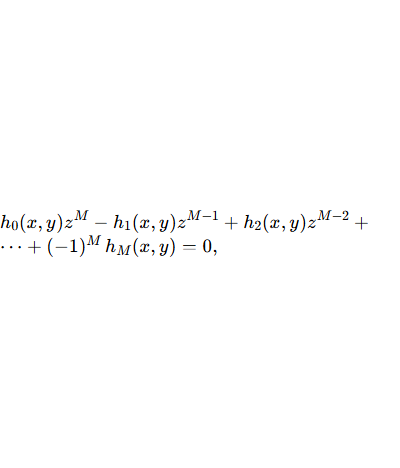 h₀(x, y)z^M − h₁(x, y)z^{M−1} + h₂(x, y)z^{M−2} +
⋯ + (−1)^M h_M(x, y) = 0,